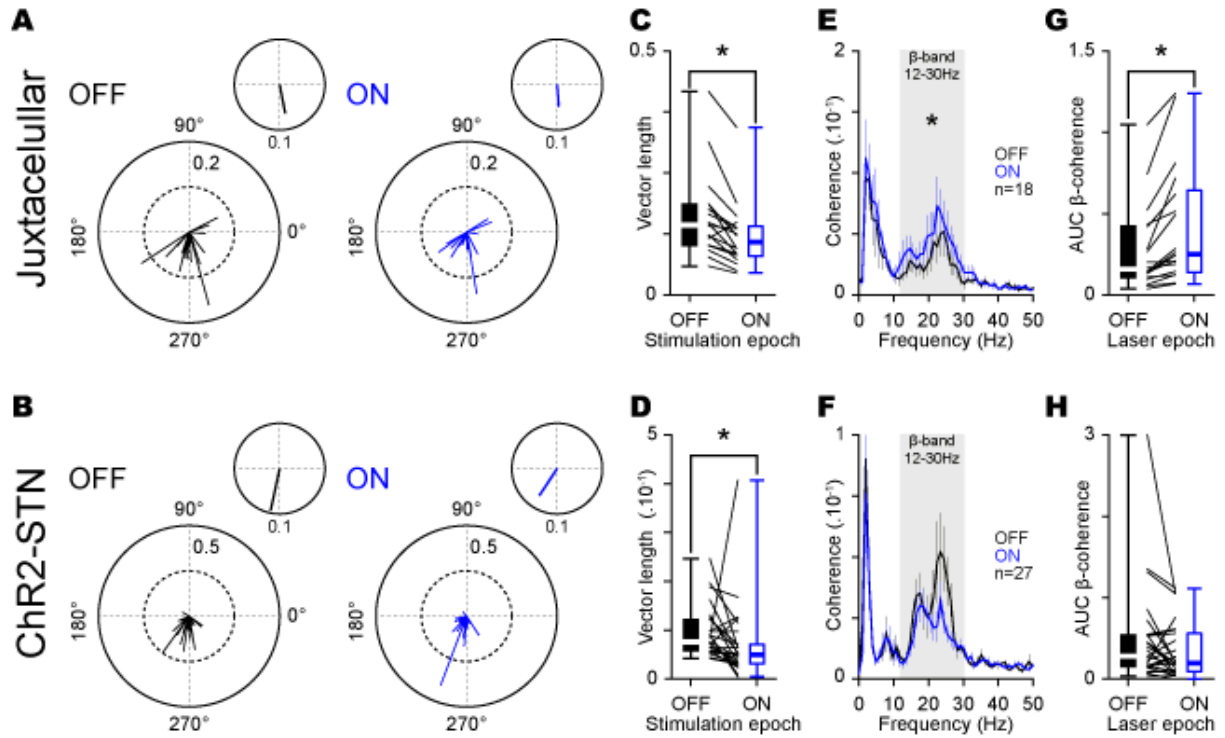 A
Juxtacelullar
OFF
0.1
90°
0.2
180°
0°
270°
ON
0.1
90°
0.2
180°
270°
C
Vector length
0.5
0
*
OFF ON
Stimulation epoch
E
Coherence (.10⁻¹)
2
0
β-band
12-30Hz
*
OFF
ON
n=18
0 10 20 30 40 50
Frequency (Hz)
G
AUC β-coherence
1.5
0
*
OFF ON
Laser epoch
B
ChR2-STN
OFF
0.1
90°
0.5
180°
0°
270°
ON
0.1
90°
0.5
180°
270°
D
Vector length (.10⁻¹)
5
0
*
OFF ON
Stimulation epoch
F
Coherence (.10⁻¹)
1
0
β-band
12-30Hz
OFF
ON
n=27
0 10 20 30 40 50
Frequency (Hz)
H
AUC β-coherence
3
0
OFF ON
Laser epoch